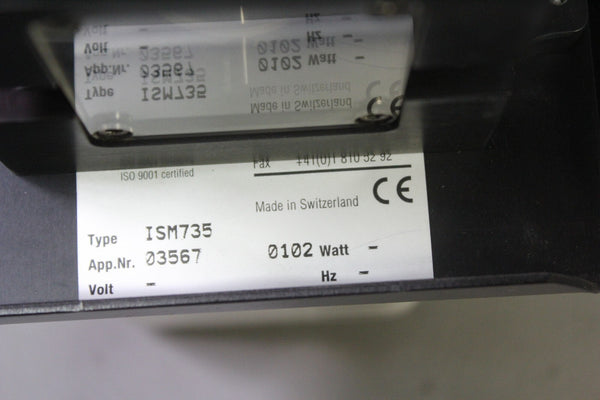 ISO 9001 certified
Fax +41(0)1 810 52 92
Made in Switzerland CE
Type ISM735
App.Nr. 03567 0102 Watt -
Volt - Hz -